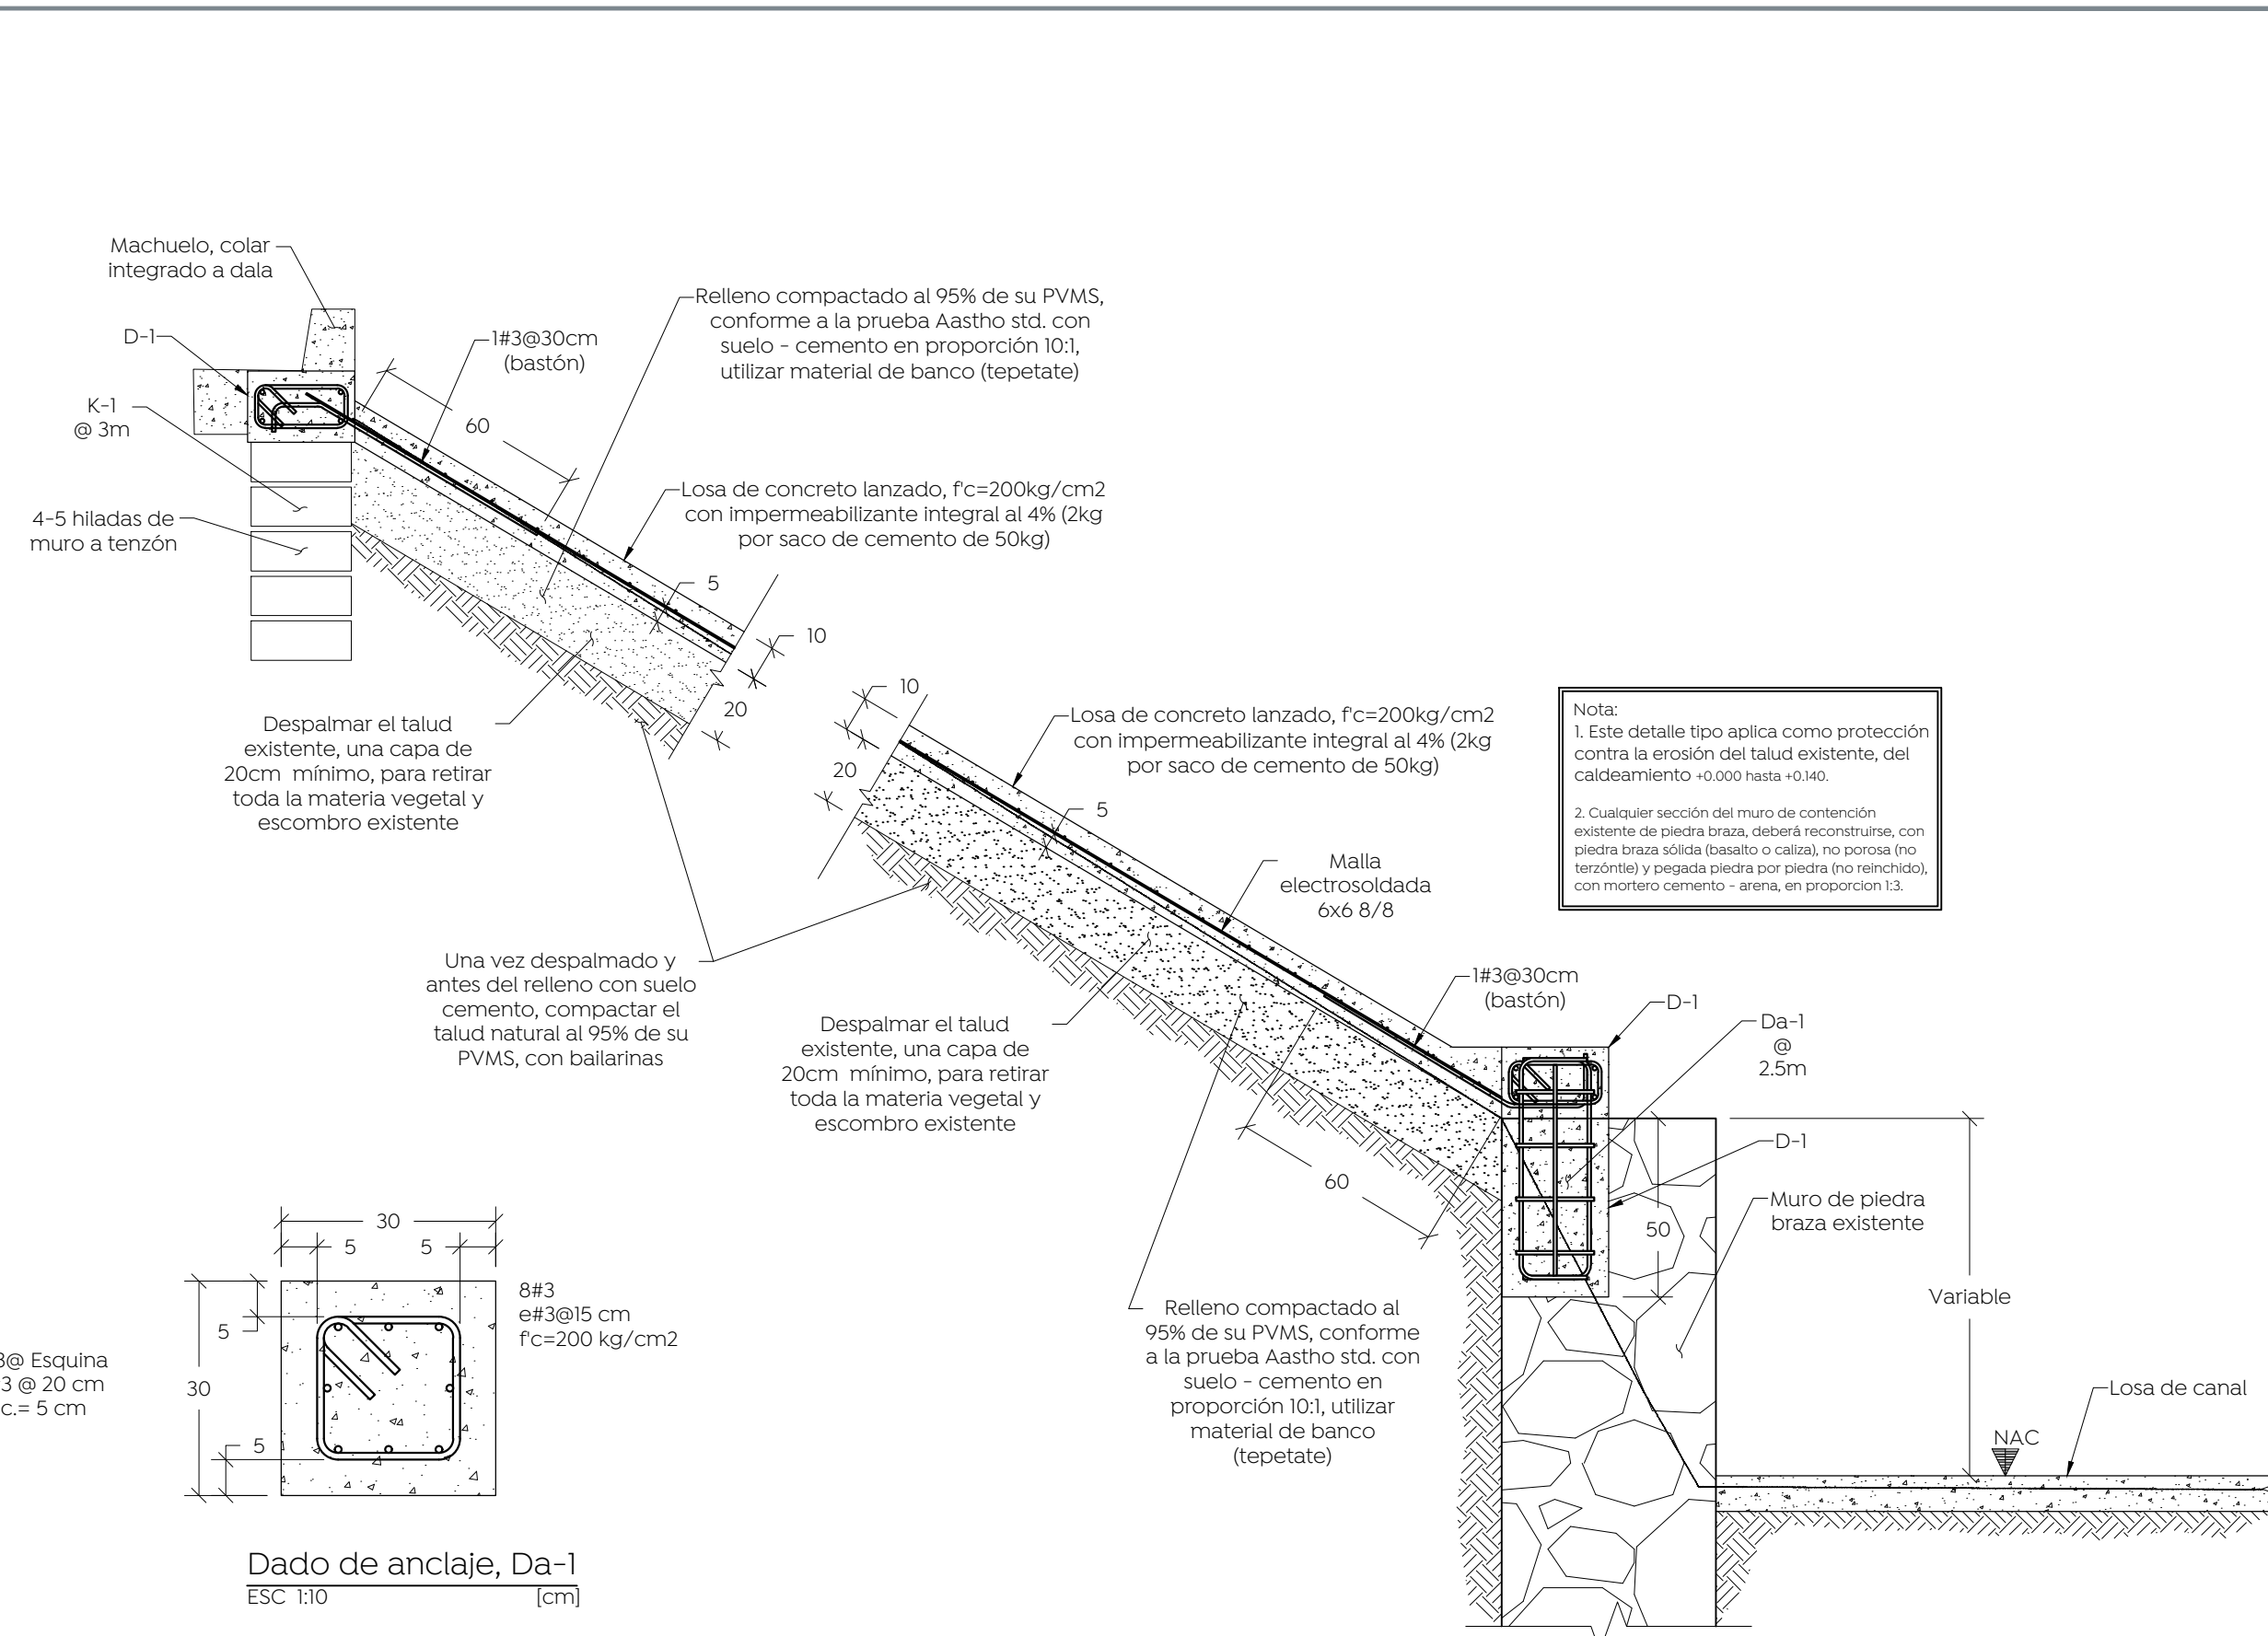 Machuelo, colar
integrado a dala
D-1
K-1
@ 3m
4-5 hiladas de
muro a tenzón
1#3@30cm
(bastón)
60
Relleno compactado al 95% de su PVMS,
conforme a la prueba Aastho std. con
suelo - cemento en proporción 10:1,
utilizar material de banco (tepetate)
Losa de concreto lanzado, f'c=200kg/cm2
con impermeabilizante integral al 4% (2kg
por saco de cemento de 50kg)
5
10
20
Despalmar el talud
existente, una capa de
20cm mínimo, para retirar
toda la materia vegetal y
escombro existente
10
20
Losa de concreto lanzado, f'c=200kg/cm2
con impermeabilizante integral al 4% (2kg
por saco de cemento de 50kg)
5
Malla
electrosoldada
6x6 8/8
Nota:
1. Este detalle tipo aplica como protección
contra la erosión del talud existente, del
caldeamiento +0.000 hasta +0.140.
2. Cualquier sección del muro de contención
existente de piedra braza, deberá reconstruirse, con
piedra braza sólida (basalto o caliza), no porosa (no
terzóntle) y pegada piedra por piedra (no reinchido),
con mortero cemento - arena, en proporcion 1:3.
Una vez despalmado y
antes del relleno con suelo
cemento, compactar el
talud natural al 95% de su
PVMS, con bailarinas
Despalmar el talud
existente, una capa de
20cm mínimo, para retirar
toda la materia vegetal y
escombro existente
1#3@30cm
(bastón)
D-1
Da-1
@
2.5m
D-1
60
50
Muro de piedra
braza existente
Variable
Relleno compactado al
95% de su PVMS, conforme
a la prueba Aastho std. con
suelo - cemento en
proporción 10:1, utilizar
material de banco
(tepetate)
Losa de canal
NAC
30
5
5
5
30
5
8#3
e#3@15 cm
f'c=200 kg/cm2
3@ Esquina
3 @ 20 cm
c.= 5 cm
Dado de anclaje, Da-1
ESC 1:10
[cm]